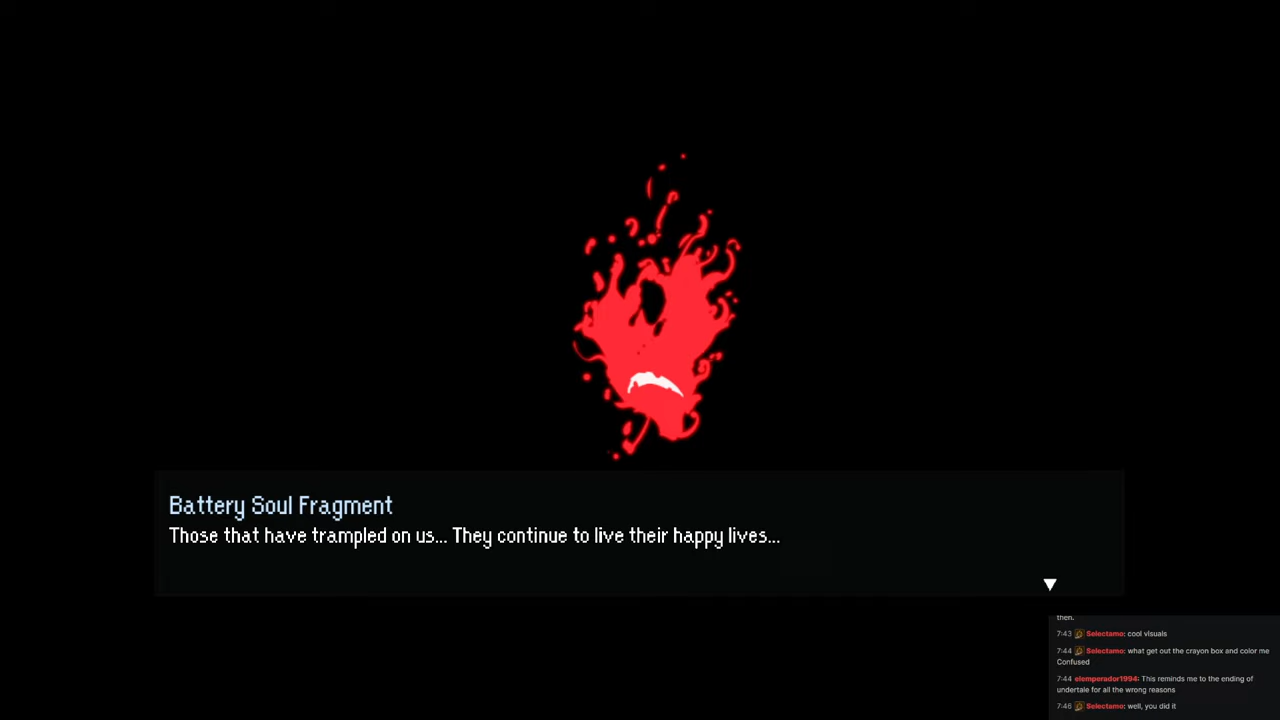 Battery Soul Fragment
Those that have trampled on us... They continue to live their happy lives...
then.
7:43 Selectamo: cool visuals
7:44 Selectamo: what get out the crayon box and color me
Confused
7:44 elemperador1994: This reminds me to the ending of
undertale for all the wrong reasons
7:46 Selectamo: well, you did it